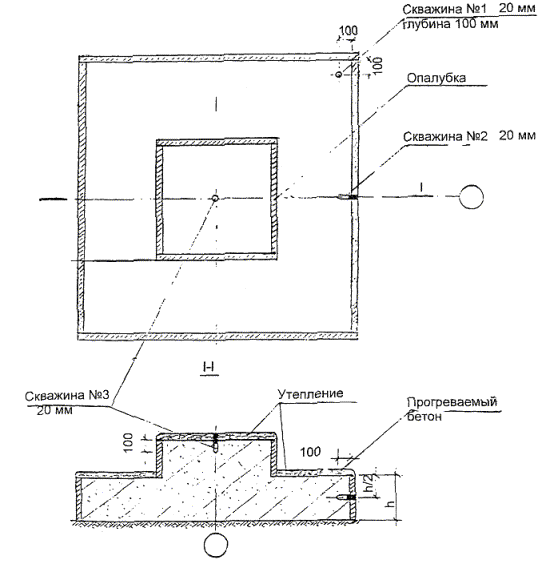 Скважина №1 20 мм
глубина 100 мм
100
100
Опалубка
Скважина №2 20 мм
I
I
I-I
Скважина №3
20 мм
Утепление
Прогреваемый
бетон
100
100
h/2
h